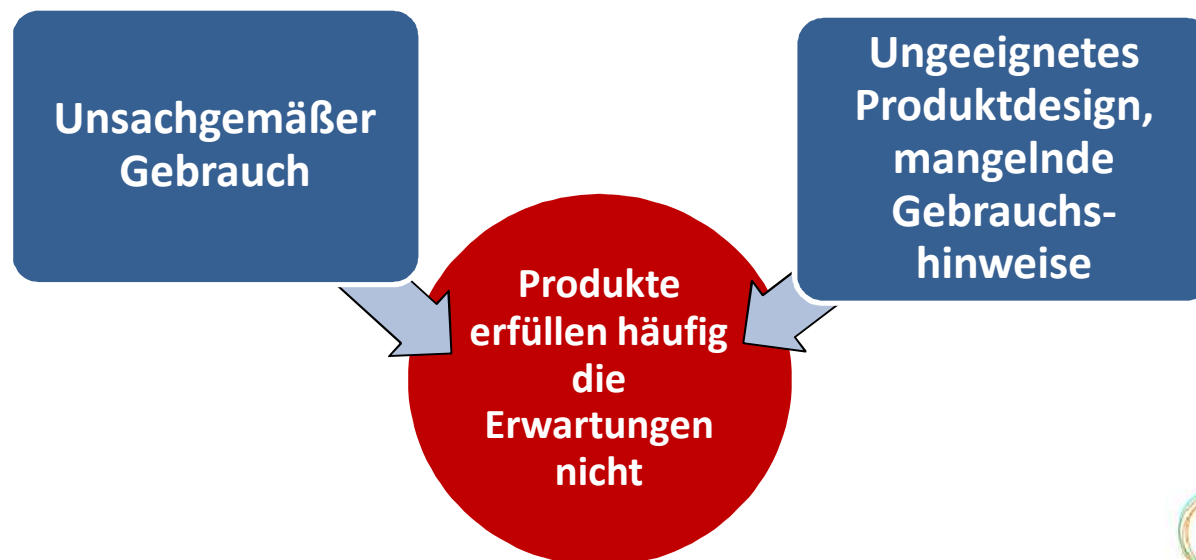 Unsachgemäßer
Gebrauch
Ungeeignetes
Produktdesign,
mangelnde
Gebrauchs-
hinweise
Produkte
erfüllen häufig
die
Erwartungen
nicht